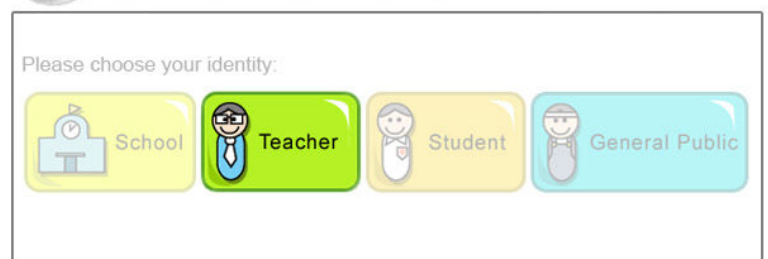 Please choose your identity:
School Teacher Student General Public